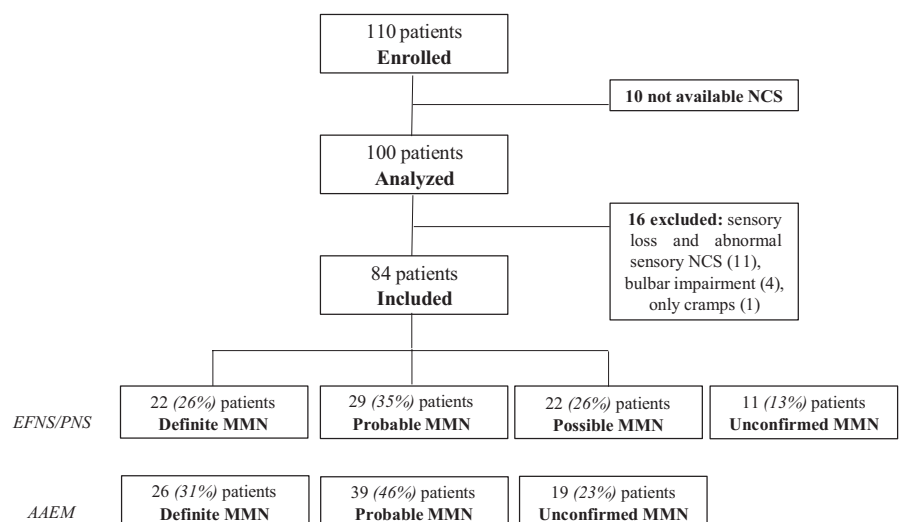 110 patients
Enrolled
10 not available NCS
100 patients
Analyzed
16 excluded: sensory
loss and abnormal
sensory NCS (11),
bulbar impairment (4),
only cramps (1)
84 patients
Included
EFNS/PNS
22 (26%) patients
Definite MMN
29 (35%) patients
Probable MMN
22 (26%) patients
Possible MMN
11 (13%) patients
Unconfirmed MMN
AAEM
26 (31%) patients
Definite MMN
39 (46%) patients
Probable MMN
19 (23%) patients
Unconfirmed MMN